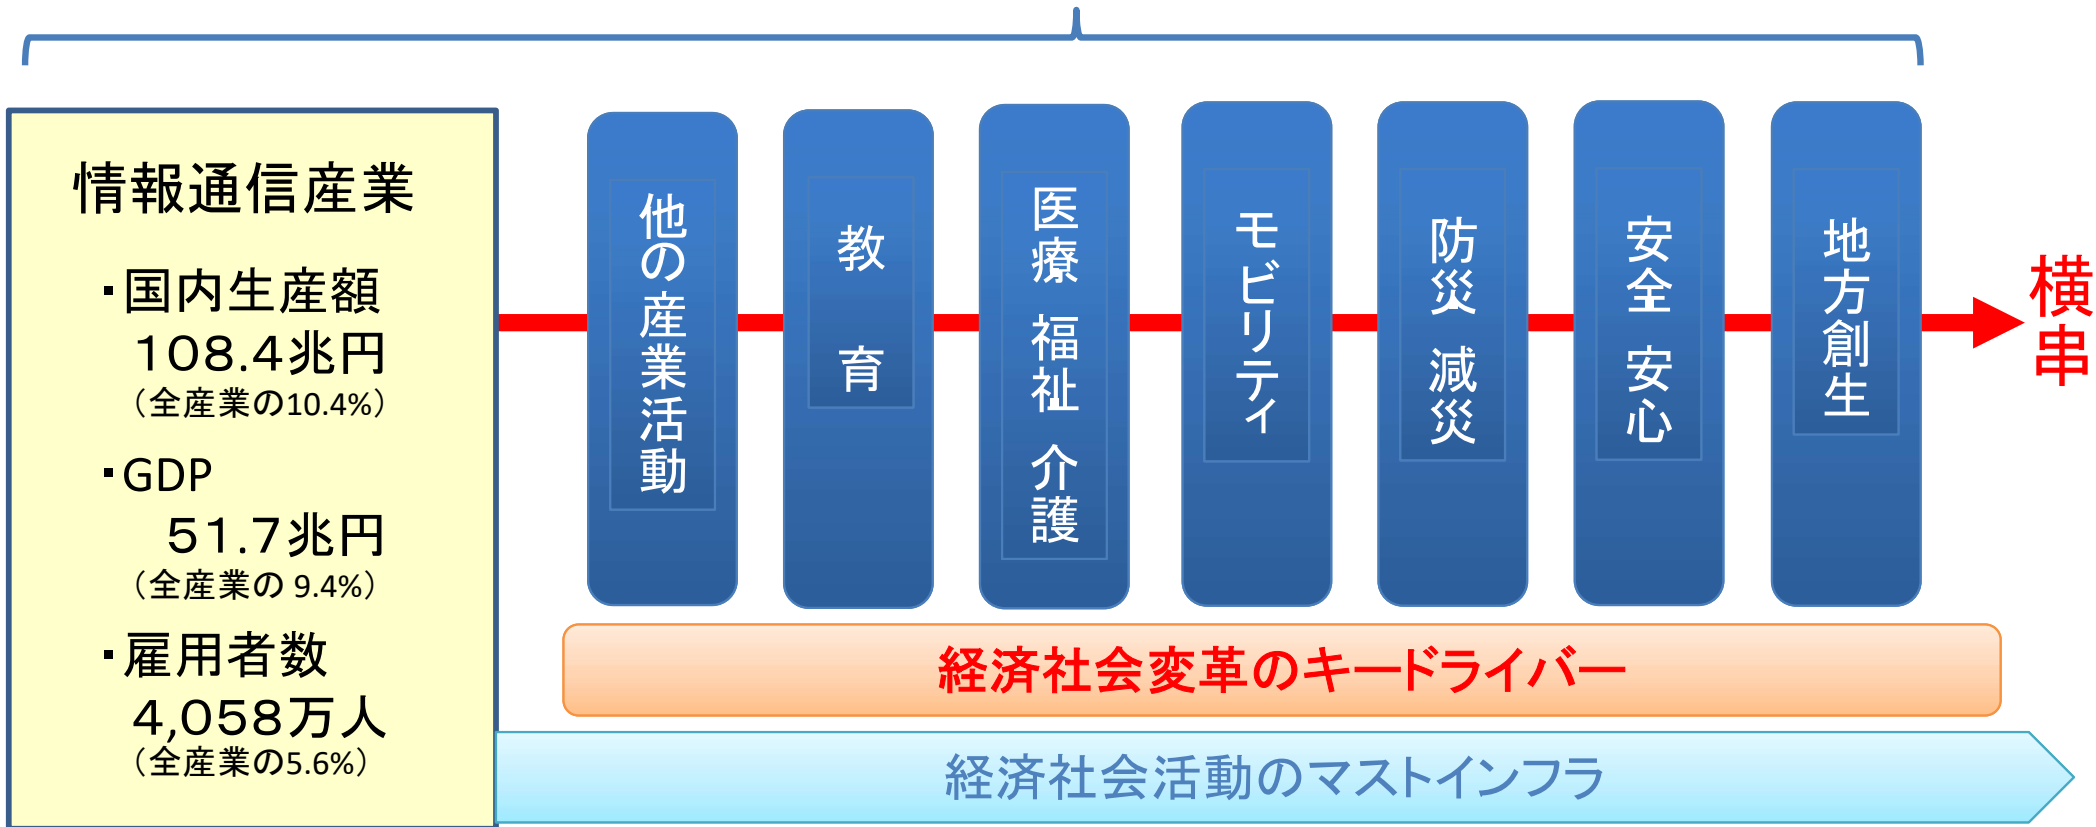 情報通信産業
・国内生産額
108.4兆円
（全産業の10.4%）
・GDP
51.7兆円
（全産業の 9.4%）
・雇用者数
4,058万人
（全産業の5.6%）
他の産業活動
教 育
医療・福祉・介護
モビリティ
防災・減災
安全 安心
地方創生
横串
経済社会変革のキードライバー
経済社会活動のマストインフラ